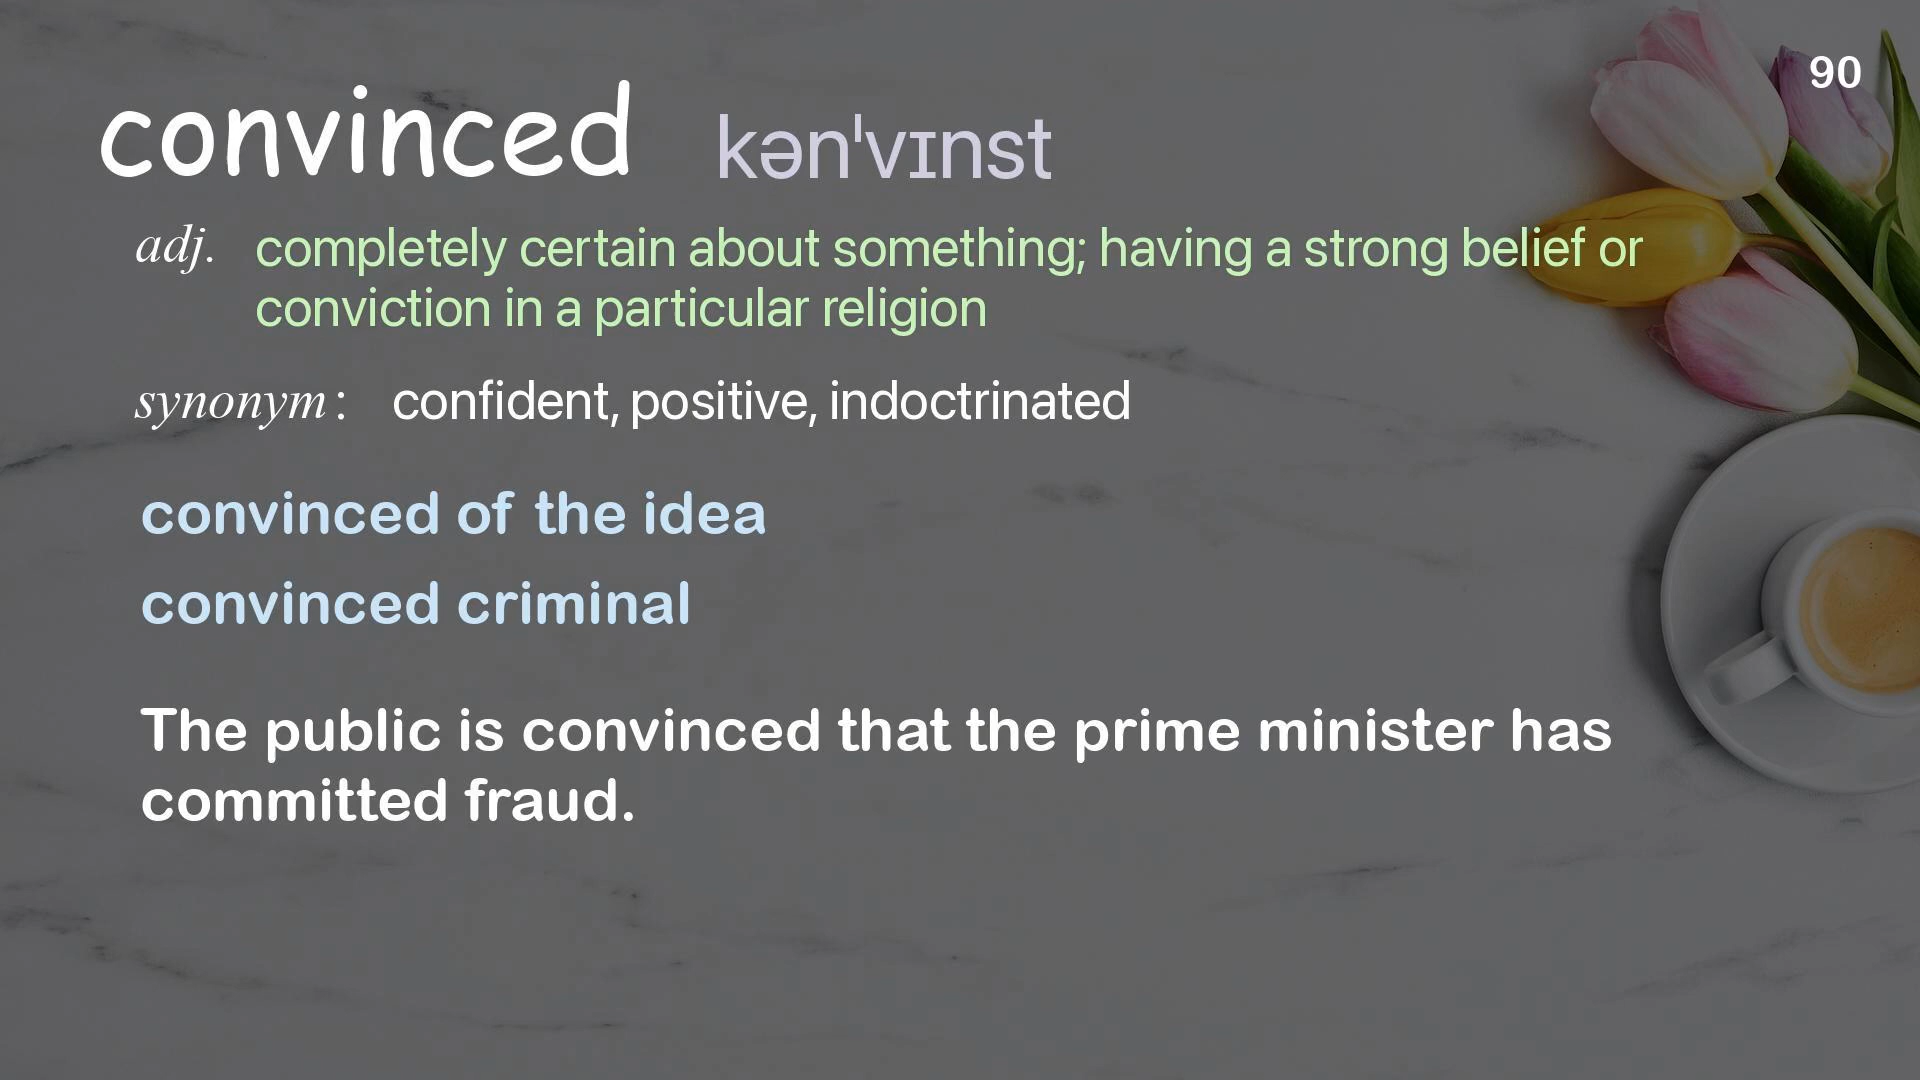 90
convinced kən'vɪnst
adj. completely certain about something; having a strong belief or
conviction in a particular religion
synonym : confident, positive, indoctrinated
convinced of the idea
convinced criminal
The public is convinced that the prime minister has
committed fraud.